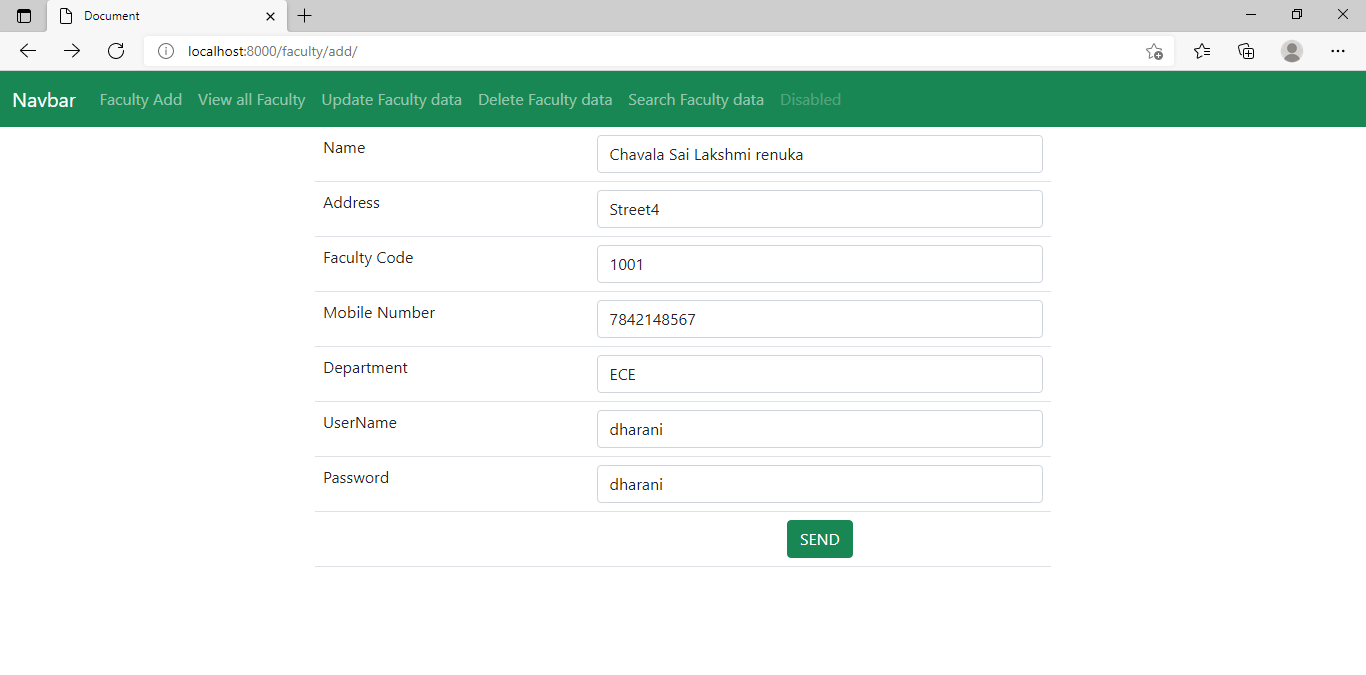 Document
localhost:8000/faculty/add/
Navbar Faculty Add View all Faculty Update Faculty data Delete Faculty data Search Faculty data Disabled
Name Chavala Sai Lakshmi renuka
Address Street4
Faculty Code 1001
Mobile Number 7842148567
Department ECE
UserName dharani
Password dharani
SEND